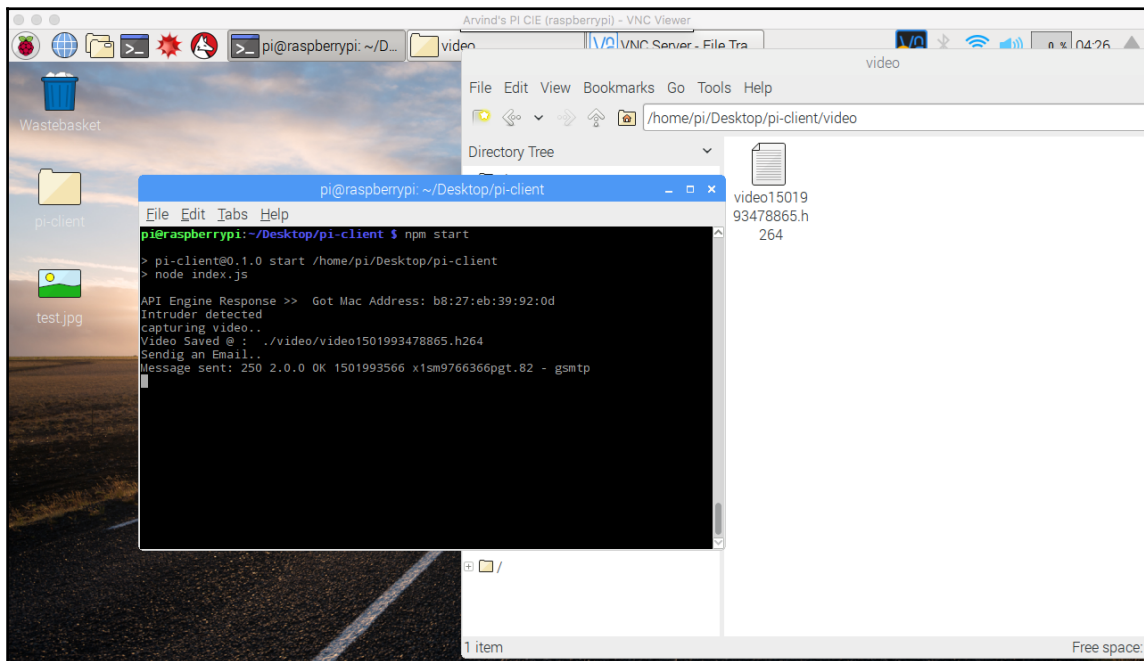 Arvind's PI CIE (raspberrypi) - VNC Viewer
pi@raspberrypi: ~/D...
video
VNC Server - File Tra
0 %
04:26
video
File Edit View Bookmarks Go Tools Help
/home/pi/Desktop/pi-client/video
Directory Tree
Wastebasket
pi-client
test.jpg
video15019
93478865.h
264
pi@raspberrypi: ~/Desktop/pi-client
File Edit Tabs Help
pi@raspberrypi:~/Desktop/pi-client $ npm start
> pi-client@0.1.0 start /home/pi/Desktop/pi-client
> node index.js
API Engine Response >> Got Mac Address: b8:27:eb:39:92:0d
Intruder detected
capturing video..
Video Saved @ : ./video/video1501993478865.h264
Sendig an Email..
Message sent: 250 2.0.0 OK 1501993566 x1sm9766366pgt.82 - gsmtp
/
1 item
Free space: